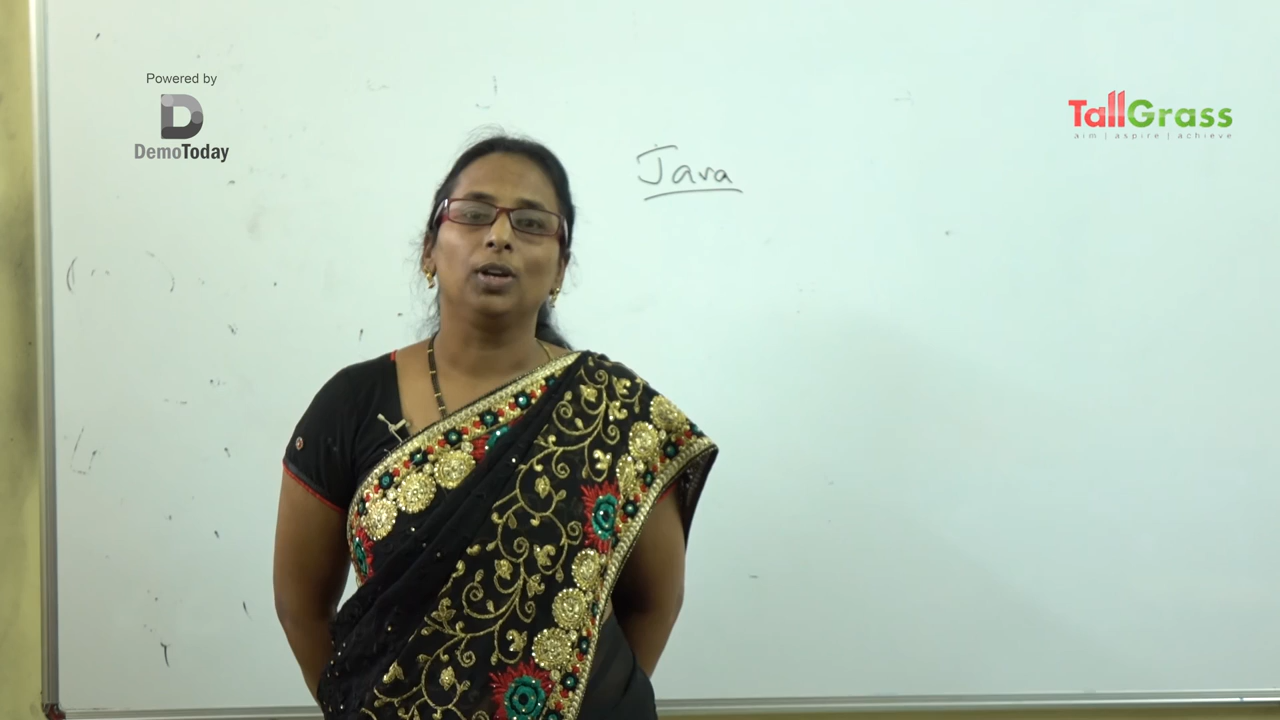 Powered by
DemoToday
TallGrass
aim | aspire | achieve
Java